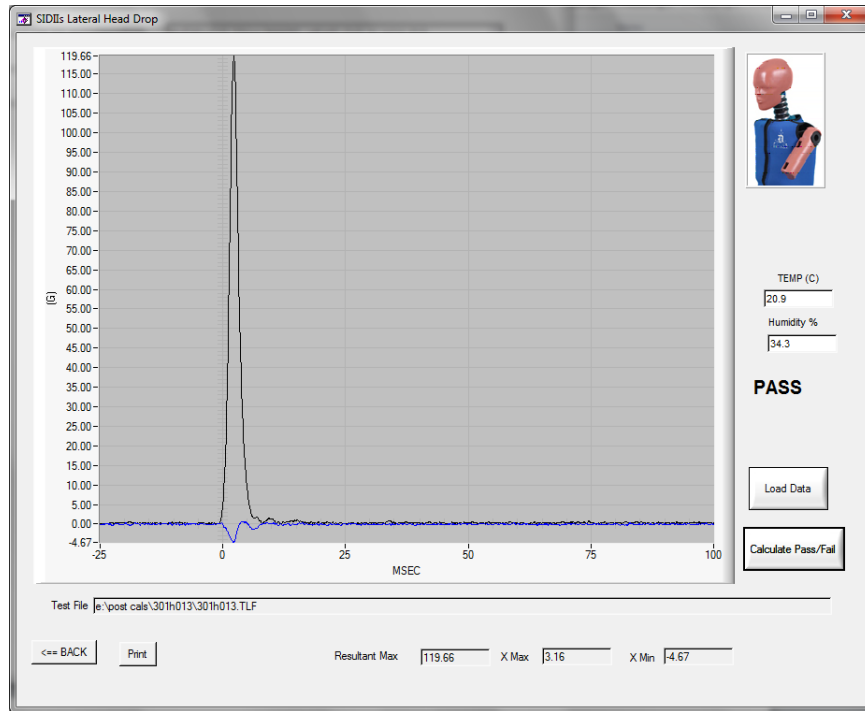 SIDIIs Lateral Head Drop
119.66
115.00
110.00
105.00
100.00
95.00
90.00
85.00
80.00
75.00
70.00
65.00
60.00
55.00
50.00
45.00
40.00
35.00
30.00
25.00
20.00
15.00
10.00
5.00
0.00
-4.67
(G)
-25 0 25 50 75 100
MSEC
TEMP (C)
20.9
Humidity %
34.3
PASS
Load Data
Calculate Pass/Fail
Test File e:\post cals\301h013\301h013.TLF
<== BACK Print Resultant Max 119.66 X Max 3.16 X Min -4.67